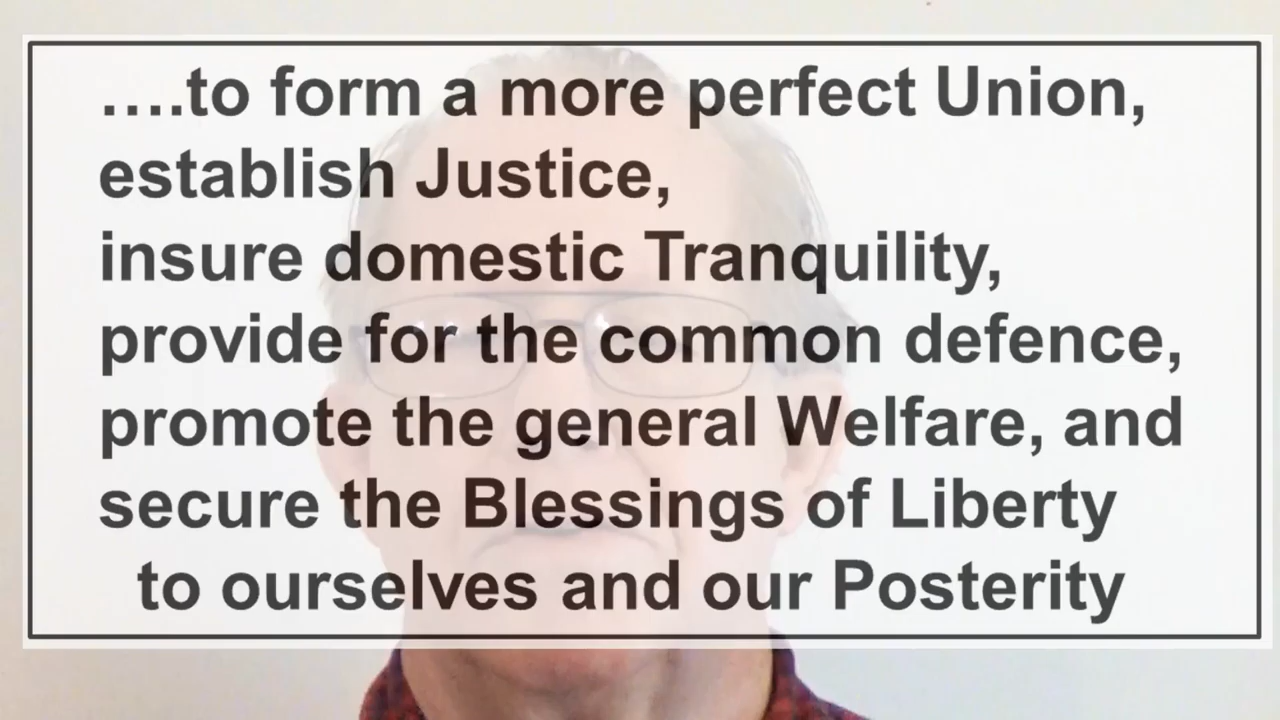 ….to form a more perfect Union,
establish Justice,
insure domestic Tranquility,
provide for the common defence,
promote the general Welfare, and
secure the Blessings of Liberty
to ourselves and our Posterity